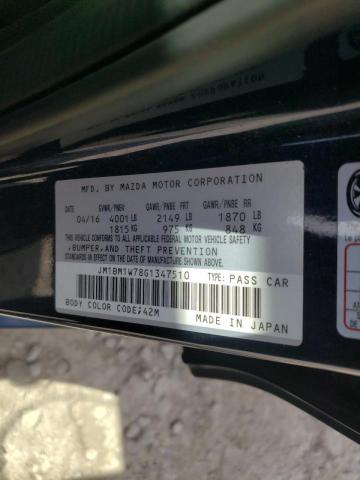 MFD. BY MAZDA MOTOR CORPORATION
GVWR/PNBV GAWR/PNBE FR GAWR/PNBE RR
04/16 4001 LB 2149 LB 1870 LB
1815 KG 975 KG 848 KG
THIS VEHICLE CONFORMS TO ALL APPLICABLE FEDERAL MOTOR VEHICLE SAFETY
, BUMPER, AND THEFT PREVENTION
STANDARDS IN EFFECT ON THE DATE OF MANUFACTURE SHOWN ABOVE.
JM1BM1W78G1347510 TYPE: PASS CAR
BODY COLOR CODE: 42M
MADE IN JAPAN